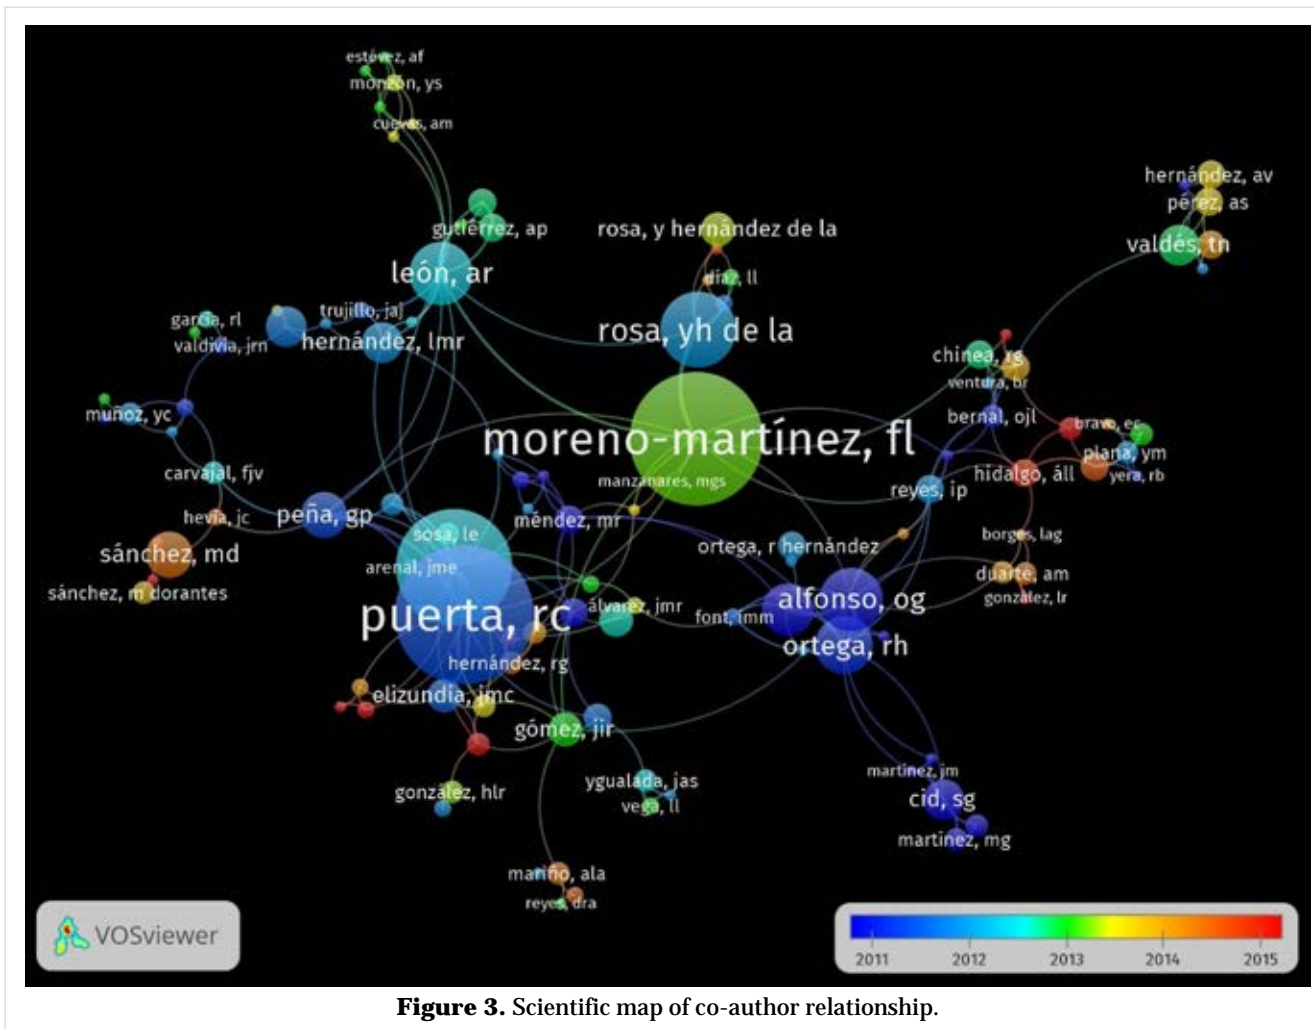 estévez, af
monzón, ys
cuevas, am
hernández, av
pérez, as
valdés, tn
gutiérrez, ap
rosa, y hernández de la
león, ar
díaz, ll
trujillo, jaj
garcía, rl
valdivia, jrn
hernández, lmr
rosa, yh de la
chinea, rg
ventura, br
muñoz, yc
bernal, ojl
bravo, ec
moreno-martínez, fl
plana, ym
carvajal, fjv
manzanares, mgs
hidalgo, áll
yera, rb
reyes, ip
hevia, jc
peña, gp
méndez, mr
sosa, le
borges, lag
sánchez, md
ortega, r hernández
arenal, jme
duarte, am
sánchez, m dorantes
gonzález, lr
puerta, rc
álvarez, jmr
font, imm
alfonso, og
ortega, rh
hernández, rg
elizundia, jmc
gómez, jir
gonzález, hlr
ygualada, jas
vega, ll
martínez, jm
cid, sg
martínez, mg
mariño, ala
reyes, dra
VOSviewer
2011 2012 2013 2014 2015
Figure 3. Scientific map of co-author relationship.